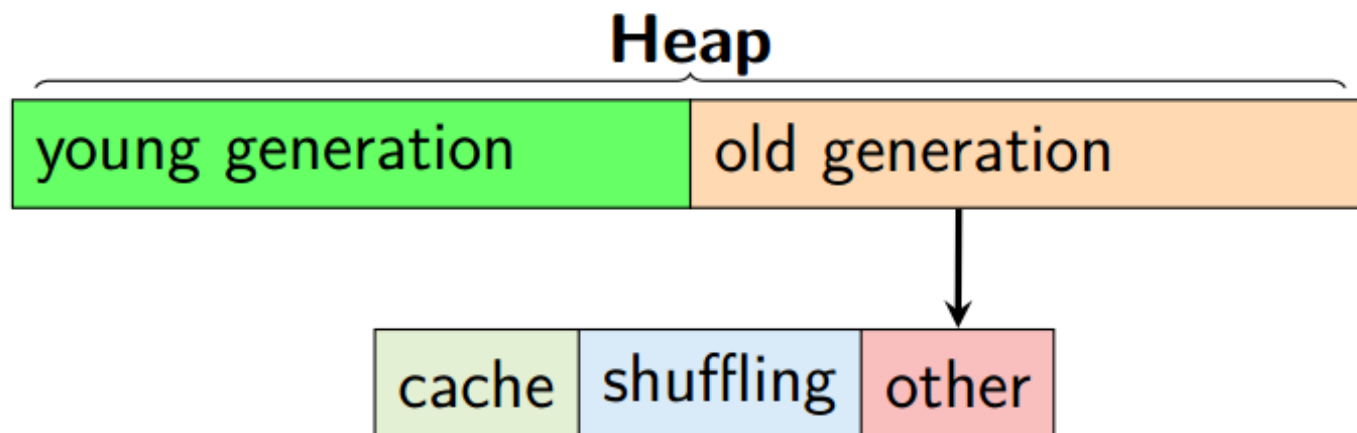 Heap
young generation old generation
cache shuffling other